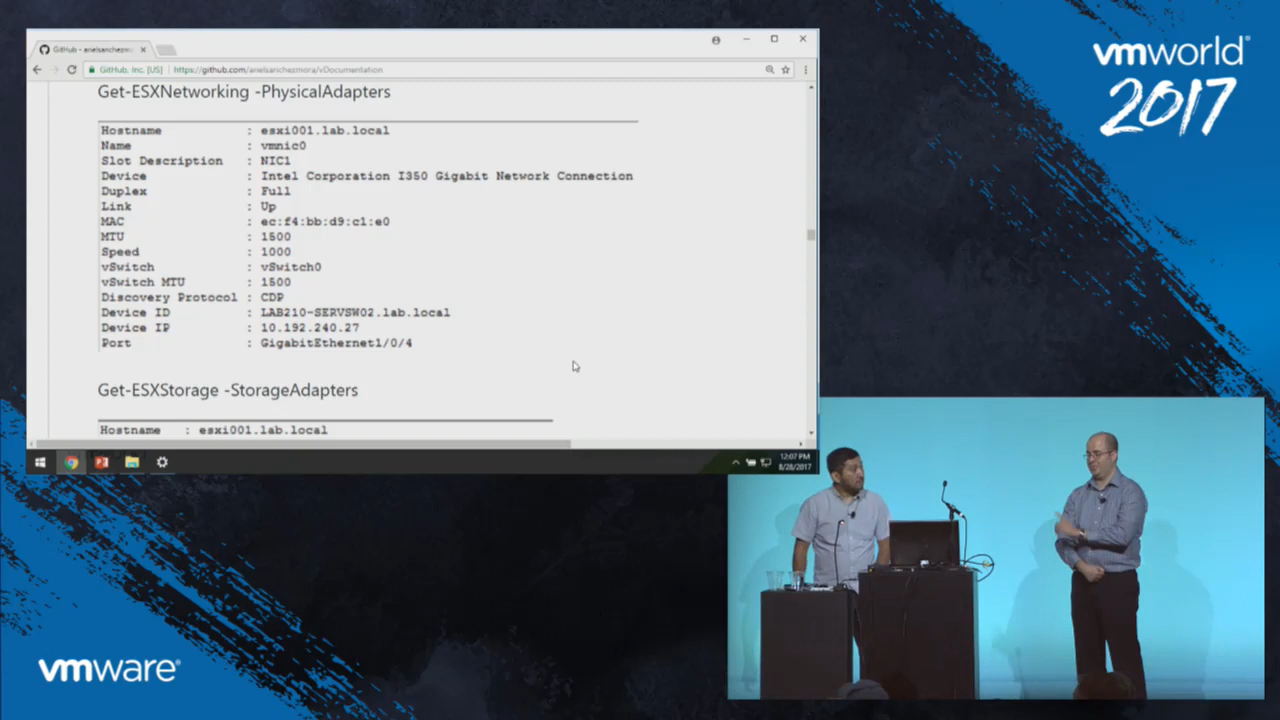 GitHub - arielsanchezmo
GitHub, Inc. [US] | https://github.com/arielsanchezmora/vDocumentation
Get-ESXNetworking -PhysicalAdapters
Hostname : esxi001.lab.local
Name : vmnic0
Slot Description : NIC1
Device : Intel Corporation I350 Gigabit Network Connection
Duplex : Full
Link : Up
MAC : ec:f4:bb:d9:c1:e0
MTU : 1500
Speed : 1000
vSwitch : vSwitch0
vSwitch MTU : 1500
Discovery Protocol : CDP
Device ID : LAB210-SERVSW02.lab.local
Device IP : 10.192.240.27
Port : GigabitEthernet1/0/4
Get-ESXStorage -StorageAdapters
Hostname : esxi001.lab.local
12:07 PM
8/28/2017
vmworld®
2017
vmware®